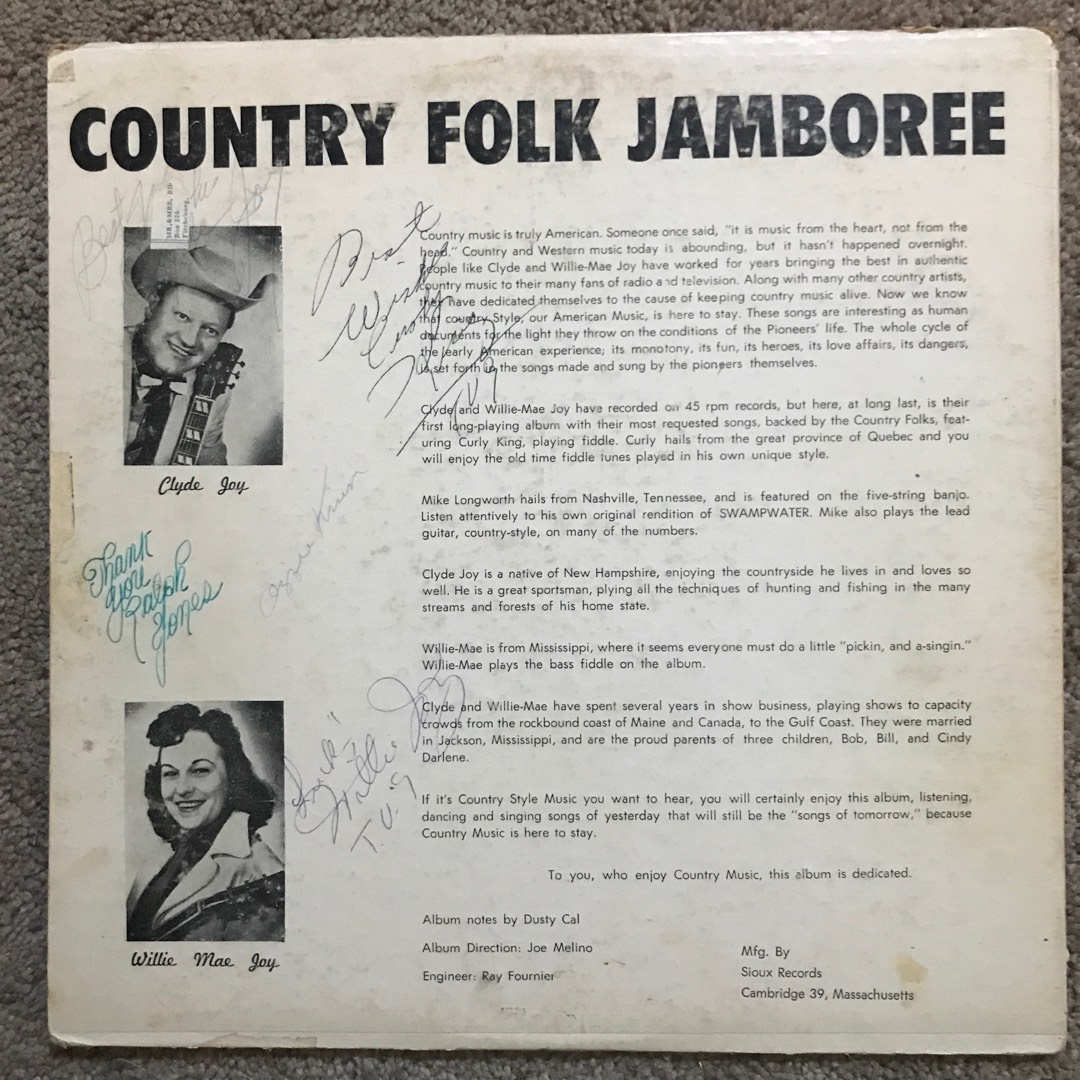 COUNTRY FOLK JAMBOREE
Best
Joy
MR. & MRS.
Box
Fitchburg,
Country music is truly American. Someone once said, "it is music from the heart, not from the
head." Country and Western music today is abounding, but it hasn't happened overnight.
People like Clyde and Willie-Mae Joy have worked for years bringing the best in authentic
country music to their many fans of radio and television. Along with many other country artists,
they have dedicated themselves to the cause of keeping country music alive. Now we know
that country Style, our American Music, is here to stay. These songs are interesting as human
documents for the light they throw on the conditions of the Pioneers' life. The whole cycle of
the early American experience; its monotony, its fun, its heroes, its love affairs, its dangers,
is set forth in the songs made and sung by the pioneers themselves.
Best
Wishes
Curly
King
TV 9
Clyde and Willie-Mae Joy have recorded on 45 rpm records, but here, at long last, is their
first long-playing album with their most requested songs, backed by the Country Folks, feat-
uring Curly King, playing fiddle. Curly hails from the great province of Quebec and you
will enjoy the old time fiddle tunes played in his own unique style.
Clyde Joy
Mike Longworth hails from Nashville, Tennessee, and is featured on the five-string banjo.
Listen attentively to his own original rendition of SWAMPWATER. Mike also plays the lead
guitar, country-style, on many of the numbers.
Thank
you
Ralph
Jones
Clyde Joy is a native of New Hampshire, enjoying the countryside he lives in and loves so
well. He is a great sportsman, plying all the techniques of hunting and fishing in the many
streams and forests of his home state.
Willie-Mae is from Mississippi, where it seems everyone must do a little "pickin, and a-singin."
Willie-Mae plays the bass fiddle on the album.
Clyde and Willie-Mae have spent several years in show business, playing shows to capacity
crowds from the rockbound coast of Maine and Canada, to the Gulf Coast. They were married
in Jackson, Mississippi, and are the proud parents of three children, Bob, Bill, and Cindy
Darlene.
Luck"
Willie Joy
T.V. 9
If it's Country Style Music you want to hear, you will certainly enjoy this album, listening,
dancing and singing songs of yesterday that will still be the "songs of tomorrow," because
Country Music is here to stay.
To you, who enjoy Country Music, this album is dedicated.
Willie Mae Joy
Album notes by Dusty Cal
Album Direction: Joe Melino
Engineer: Ray Fournier
Mfg. By
Sioux Records
Cambridge 39, Massachusetts